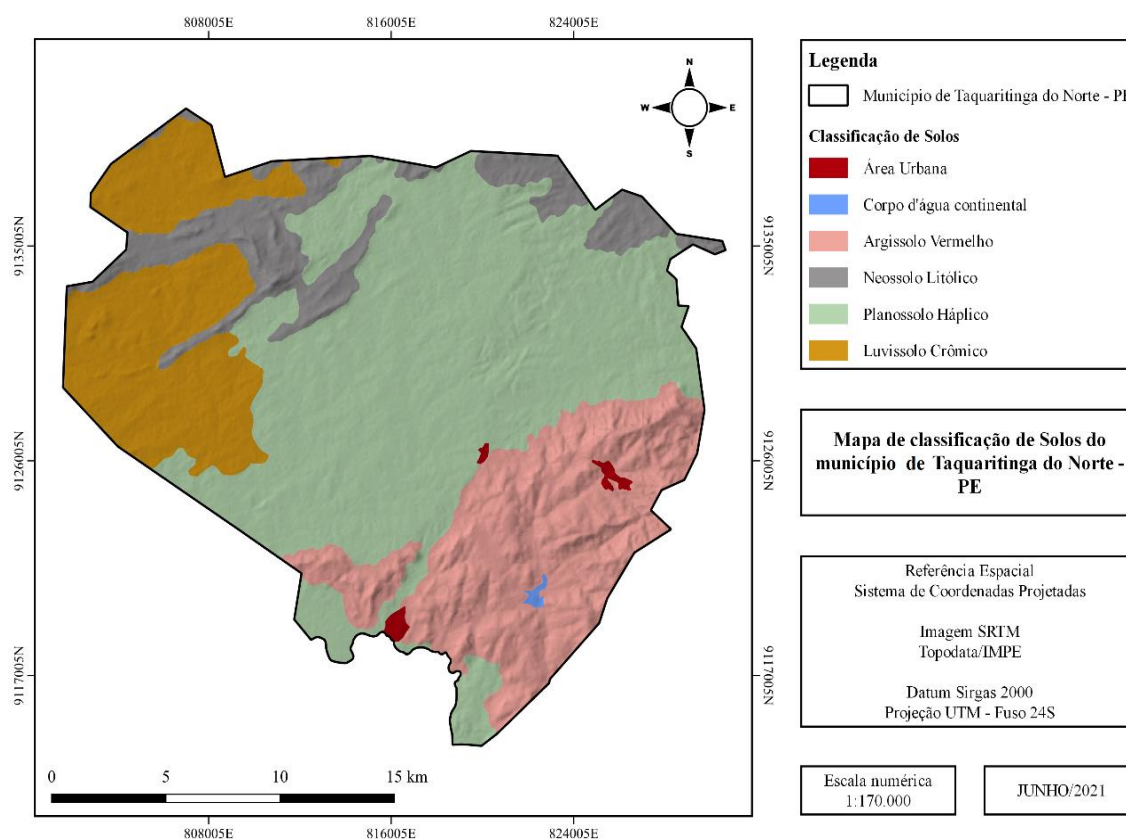 808005E
816005E
824005E
9135005N
9126005N
9117005N
N
W
E
S
9135005N
9126005N
9117005N
0
5
10
15 km
808005E
816005E
824005E
Legenda
Município de Taquaritinga do Norte - PE
Classificação de Solos
Área Urbana
Corpo d'água continental
Argissolo Vermelho
Neossolo Litólico
Planossolo Háplico
Luvissolo Crômico
Mapa de classificação de Solos do
município de Taquaritinga do Norte -
PE
Referência Espacial
Sistema de Coordenadas Projetadas
Imagem SRTM
Topodata/IMPE
Datum Sirgas 2000
Projeção UTM - Fuso 24S
Escala numérica
1:170.000
JUNHO/2021